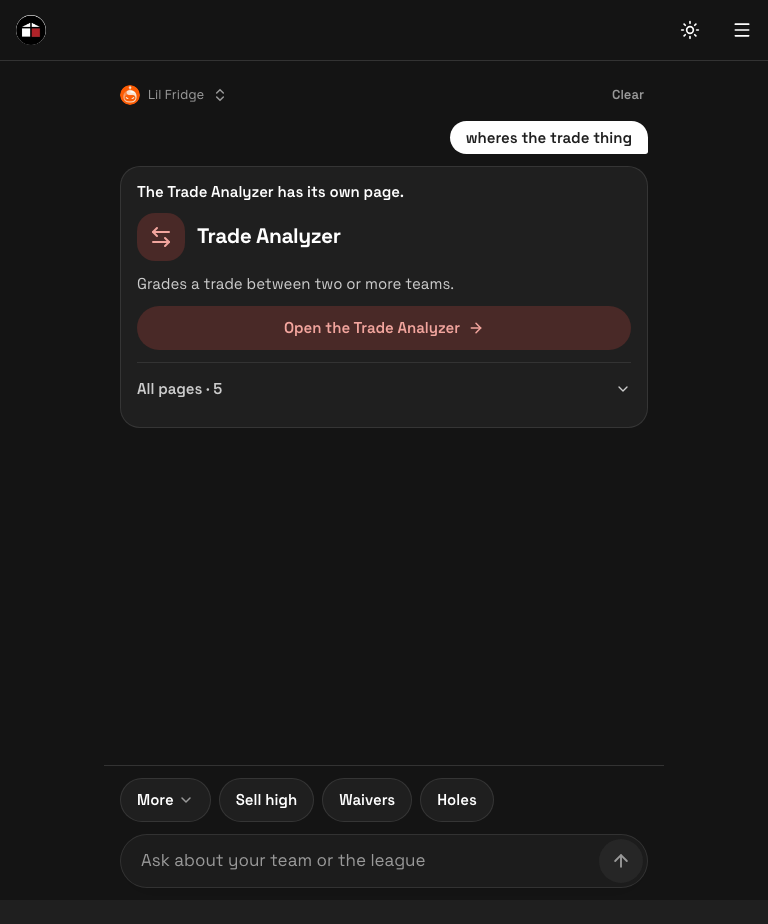 Lil Fridge
Clear
wheres the trade thing
The Trade Analyzer has its own page.
Trade Analyzer
Grades a trade between two or more teams.
Open the Trade Analyzer →
All pages · 5
More
Sell high
Waivers
Holes
Ask about your team or the league